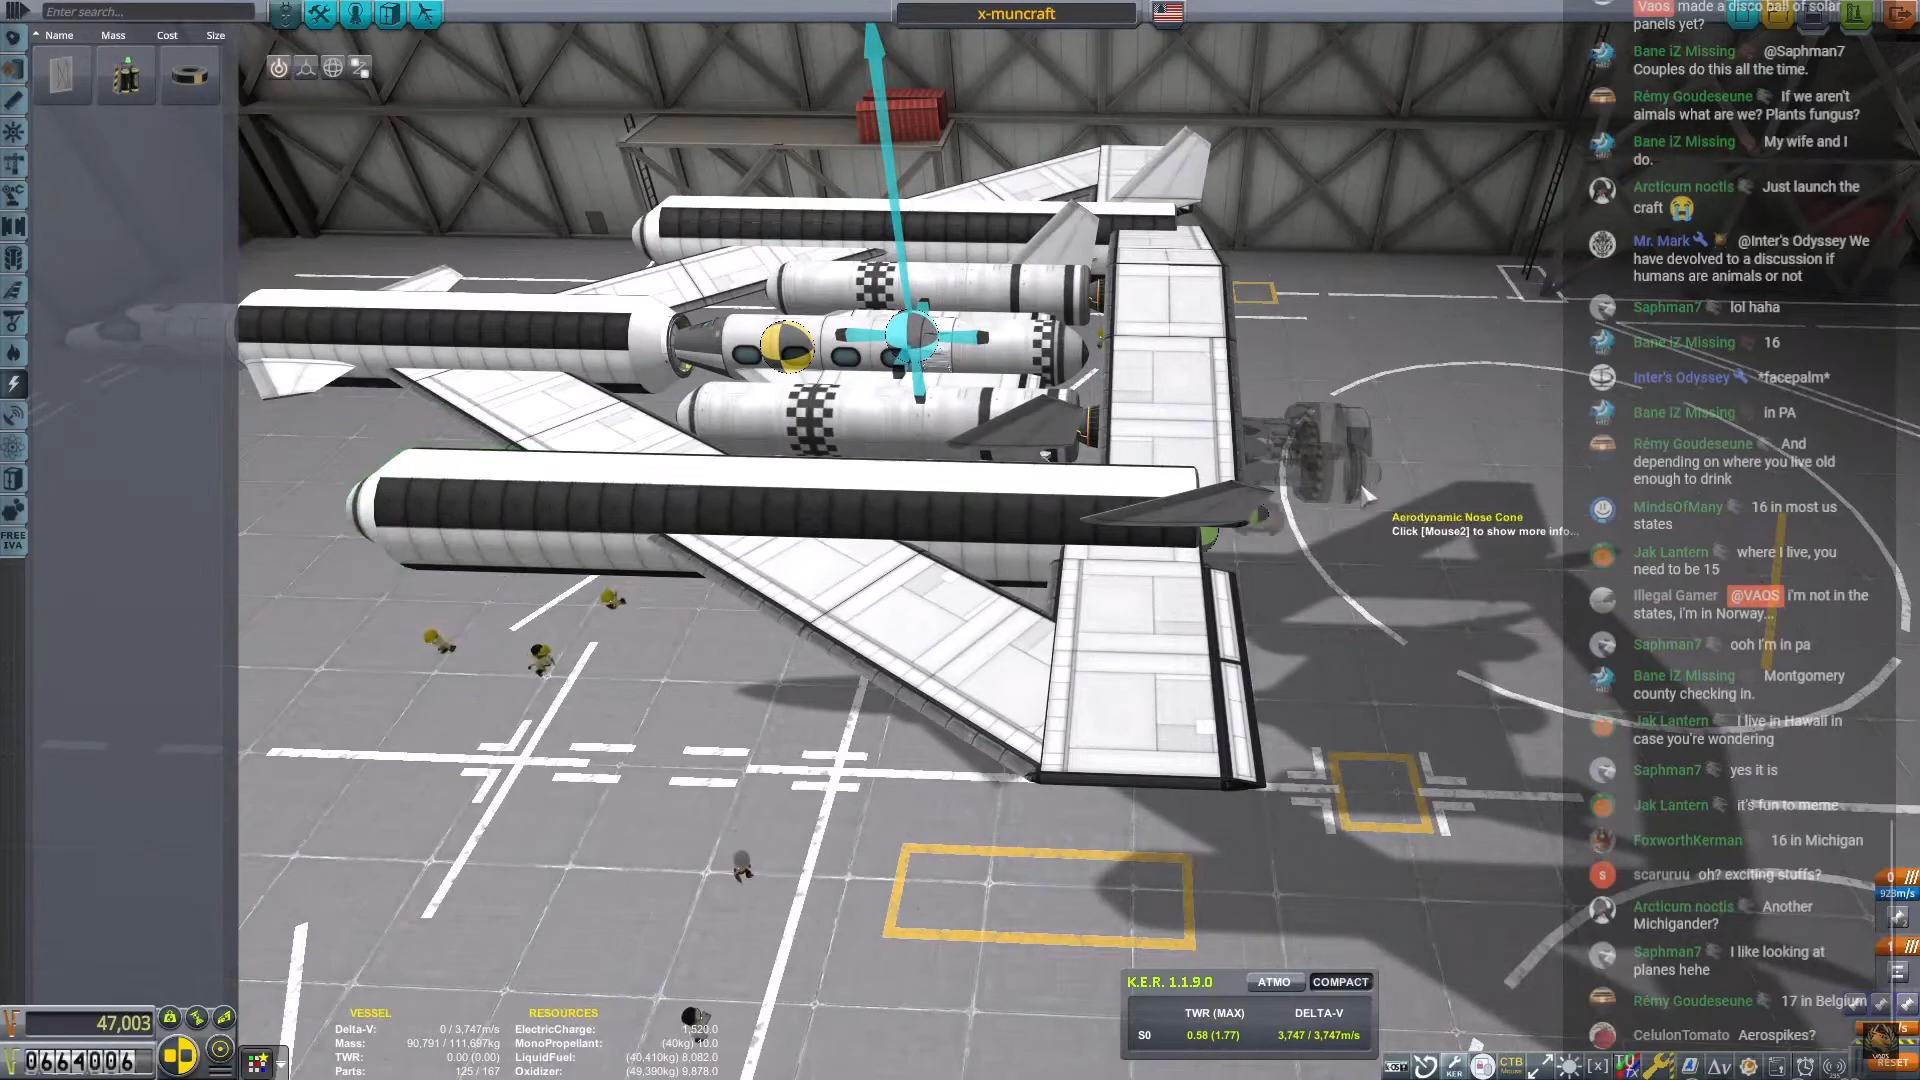 Enter search...
x-muncraft
Name Mass Cost Size
FREE
IVA
Aerodynamic Nose Cone
Click [Mouse2] to show more info...
Vaos made a disco ball of solar
panels yet?
Bane iZ Missing @Saphman7
Couples do this all the time.
Rémy Goudeseune If we aren't
aimals what are we? Plants fungus?
Bane iZ Missing My wife and I
do.
Arcticum noctis Just launch the
craft
Mr. Mark @Inter's Odyssey We
have devolved to a discussion if
humans are animals or not
Saphman7 lol haha
Bane iZ Missing 16
Inter's Odyssey *facepalm*
Bane iZ Missing in PA
Rémy Goudeseune And
depending on where you live old
enough to drink
MindsOfMany 16 in most us
states
Jak Lantern where I live, you
need to be 15
Illegal Gamer @VAOS i'm not in the
states, i'm in Norway...
Saphman7 ooh I'm in pa
Bane iZ Missing Montgomery
county checking in.
Jak Lantern I live in Hawaii in
case you're wondering
Saphman7 yes it is
Jak Lantern it's fun to meme
FoxworthKerman 16 in Michigan
S scaruruu oh? exciting stuffs?
Arcticum noctis Another
Michigander?
Saphman7 I like looking at
planes hehe
Rémy Goudeseune 17 in Belgium
CelulonTomato Aerospikes?
0
923m/s
1
K.E.R. 1.1.9.0 ATMO COMPACT
TWR (MAX) DELTA-V
S0 0.58 (1.77) 3,747 / 3,747m/s
VESSEL
Delta-V: 0 / 3,747m/s
Mass: 90,791 / 111,697kg
TWR: 0.00 (0.00)
Parts: 125 / 167
RESOURCES
ElectricCharge: 1,520.0
MonoPropellant: (40kg) 10.0
LiquidFuel: (40,410kg) 8,082.0
Oxidizer: (49,390kg) 9,878.0
47,003
0664006
KOST
KER
CTB
Mouse
[x]
TU
FX
Δv
RESET